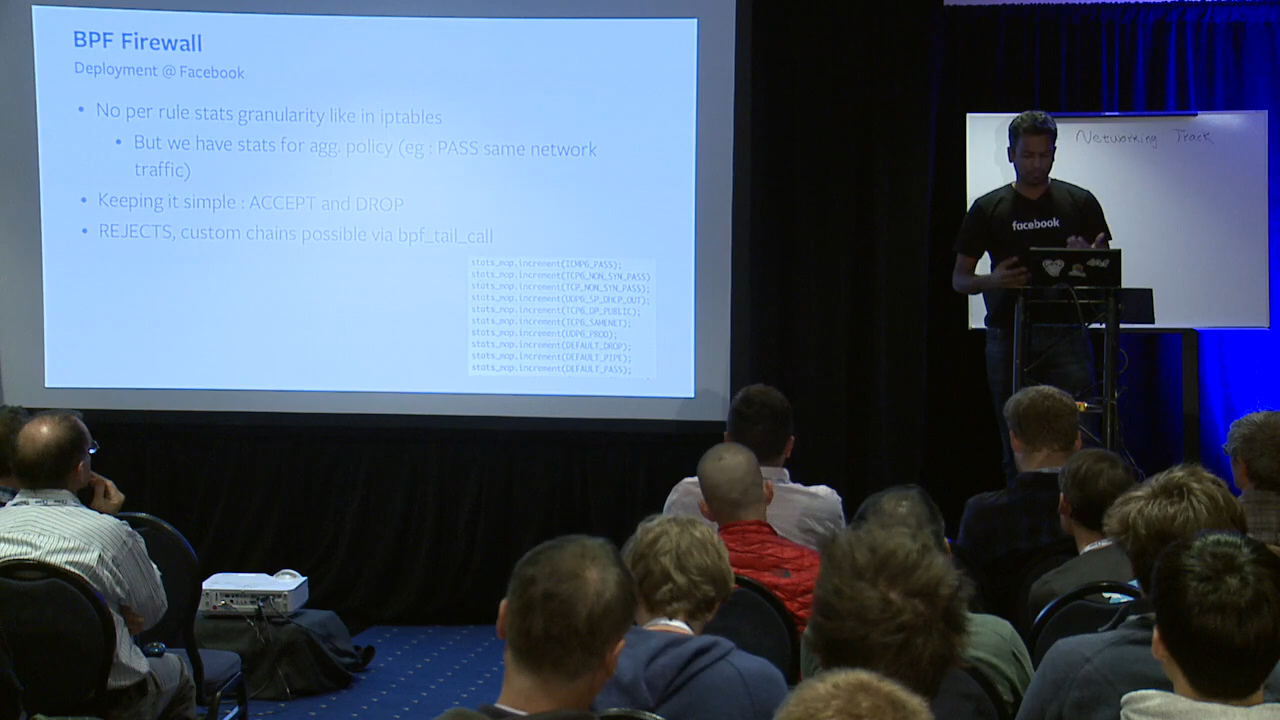 BPF Firewall
Deployment @ Facebook
• No per rule stats granularity like in iptables
• But we have stats for agg. policy (eg : PASS same network
traffic)
• Keeping it simple : ACCEPT and DROP
• REJECTS, custom chains possible via bpf_tail_call
stats_map.increment(ICMP6_PASS);
stats_map.increment(TCP6_NON_SYN_PASS)
stats_map.increment(TCP_NON_SYN_PASS);
stats_map.increment(UDP6_SP_DHCP_OUT);
stats_map.increment(TCP6_DP_PUBLIC);
stats_map.increment(TCP6_SAMENET);
stats_map.increment(UDP6_PROD);
stats_map.increment(DEFAULT_DROP);
stats_map.increment(DEFAULT_PIPE);
stats_map.increment(DEFAULT_PASS);
Networking Track
facebook